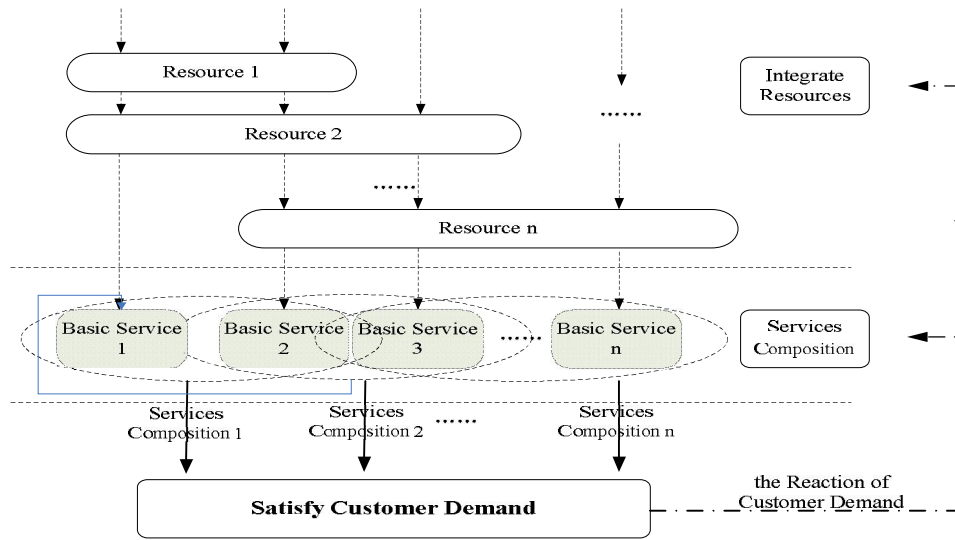 Resource 1
Integrate
Resources
......
Resource 2
......
Resource n
Basic Service
1
Basic Service
2
Basic Service
3
......
Basic Service
n
Services
Composition
Services
Composition 1
Services
Composition 2
......
Services
Composition n
Satisfy Customer Demand
the Reaction of
Customer Demand